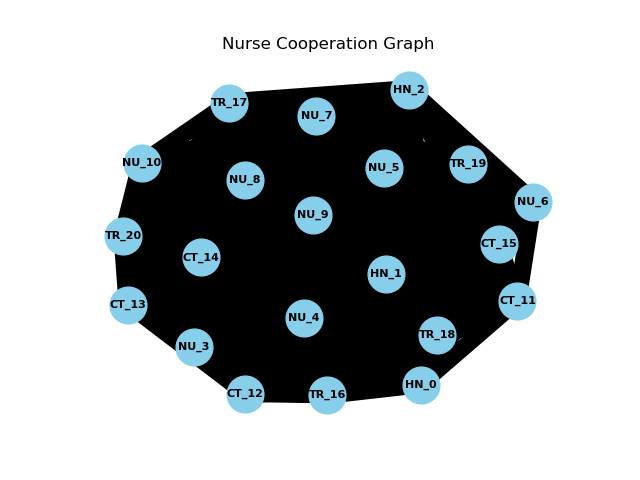 Nurse Cooperation Graph
HN_2
TR_17
NU_7
NU_10
NU_5
TR_19
NU_8
NU_6
NU_9
TR_20
CT_15
CT_14
HN_1
CT_13
CT_11
NU_4
TR_18
NU_3
HN_0
CT_12
TR_16